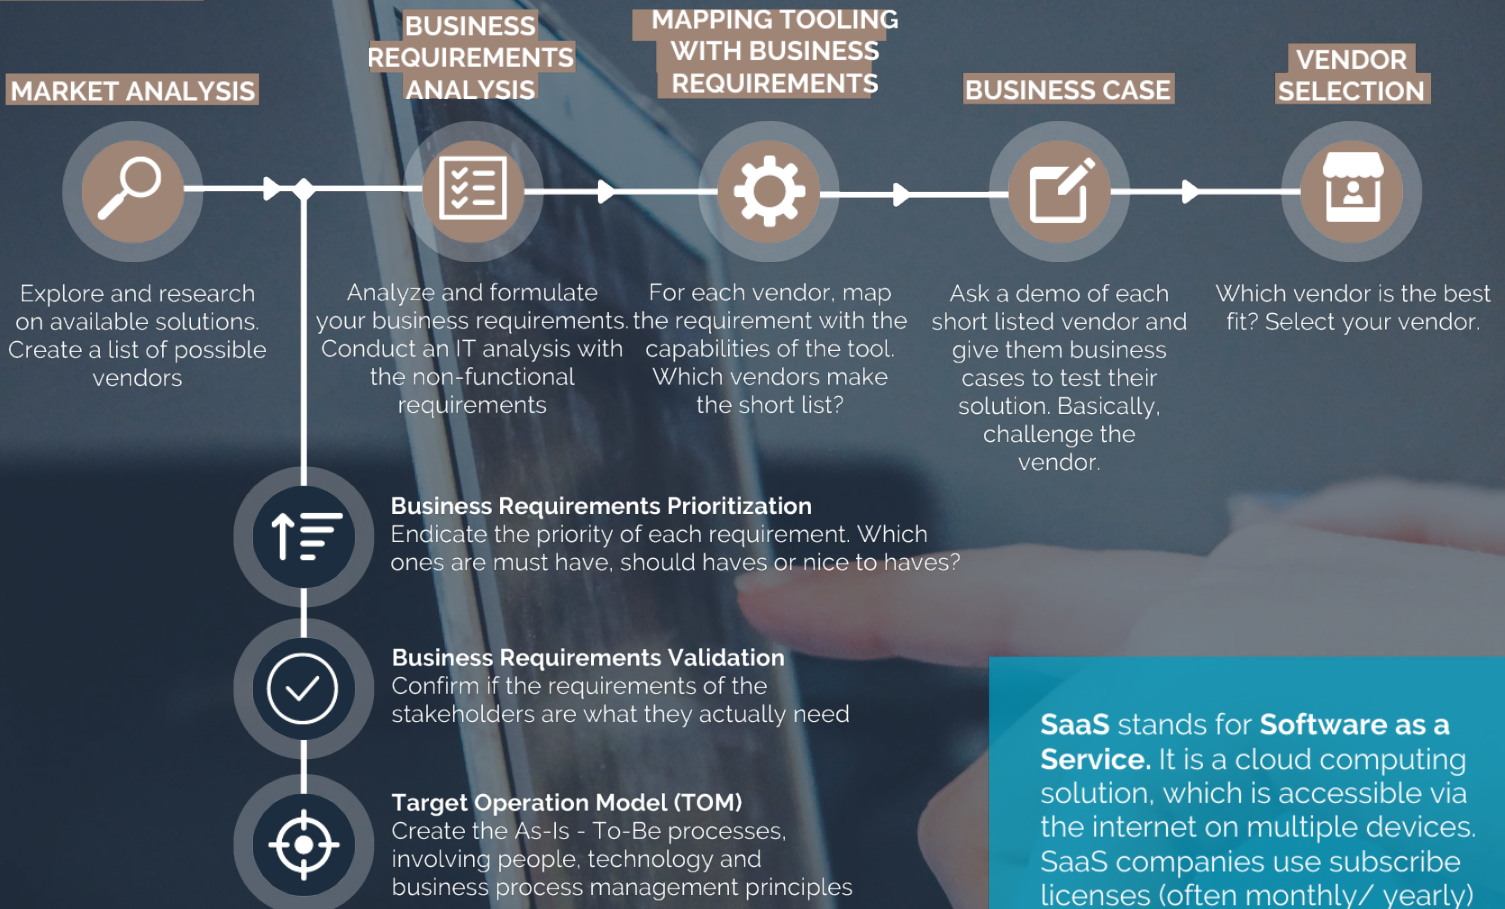 MARKET ANALYSIS
BUSINESS
REQUIREMENTS
ANALYSIS
MAPPING TOOLING
WITH BUSINESS
REQUIREMENTS
BUSINESS CASE
VENDOR
SELECTION
Explore and research
on available solutions.
Create a list of possible
vendors
Analyze and formulate
your business requirements.
Conduct an IT analysis with
the non-functional
requirements
For each vendor, map
the requirement with the
capabilities of the tool.
Which vendors make
the short list?
Ask a demo of each
short listed vendor and
give them business
cases to test their
solution. Basically,
challenge the
vendor.
Which vendor is the best
fit? Select your vendor.
Business Requirements Prioritization
Endicate the priority of each requirement. Which
ones are must have, should haves or nice to haves?
Business Requirements Validation
Confirm if the requirements of the
stakeholders are what they actually need
Target Operation Model (TOM)
Create the As-Is - To-Be processes,
involving people, technology and
business process management principles
SaaS stands for Software as a
Service. It is a cloud computing
solution, which is accessible via
the internet on multiple devices.
SaaS companies use subscribe
licenses (often monthly/ yearly)